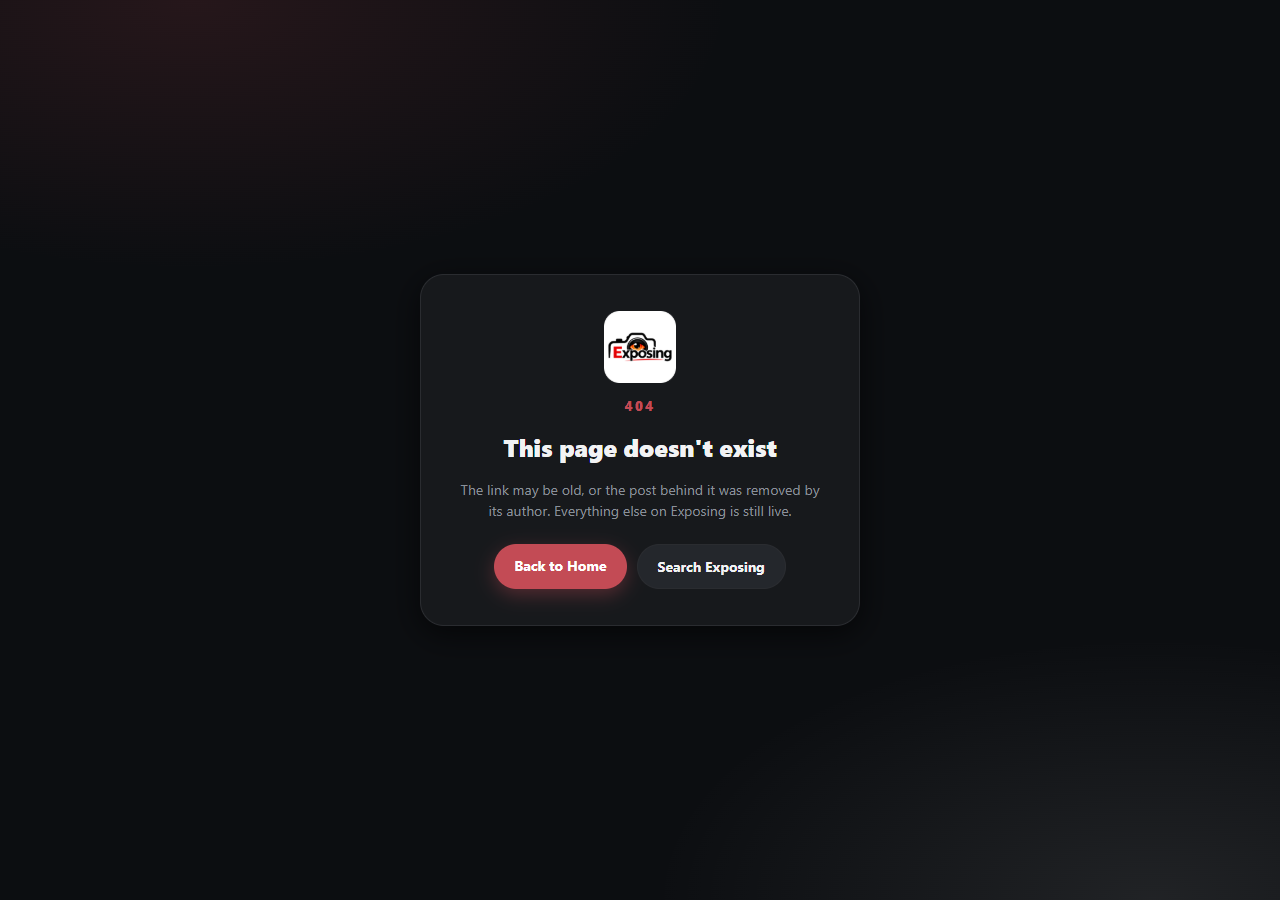 Exposing
404
This page doesn't exist
The link may be old, or the post behind it was removed by
its author. Everything else on Exposing is still live.
Back to Home
Search Exposing